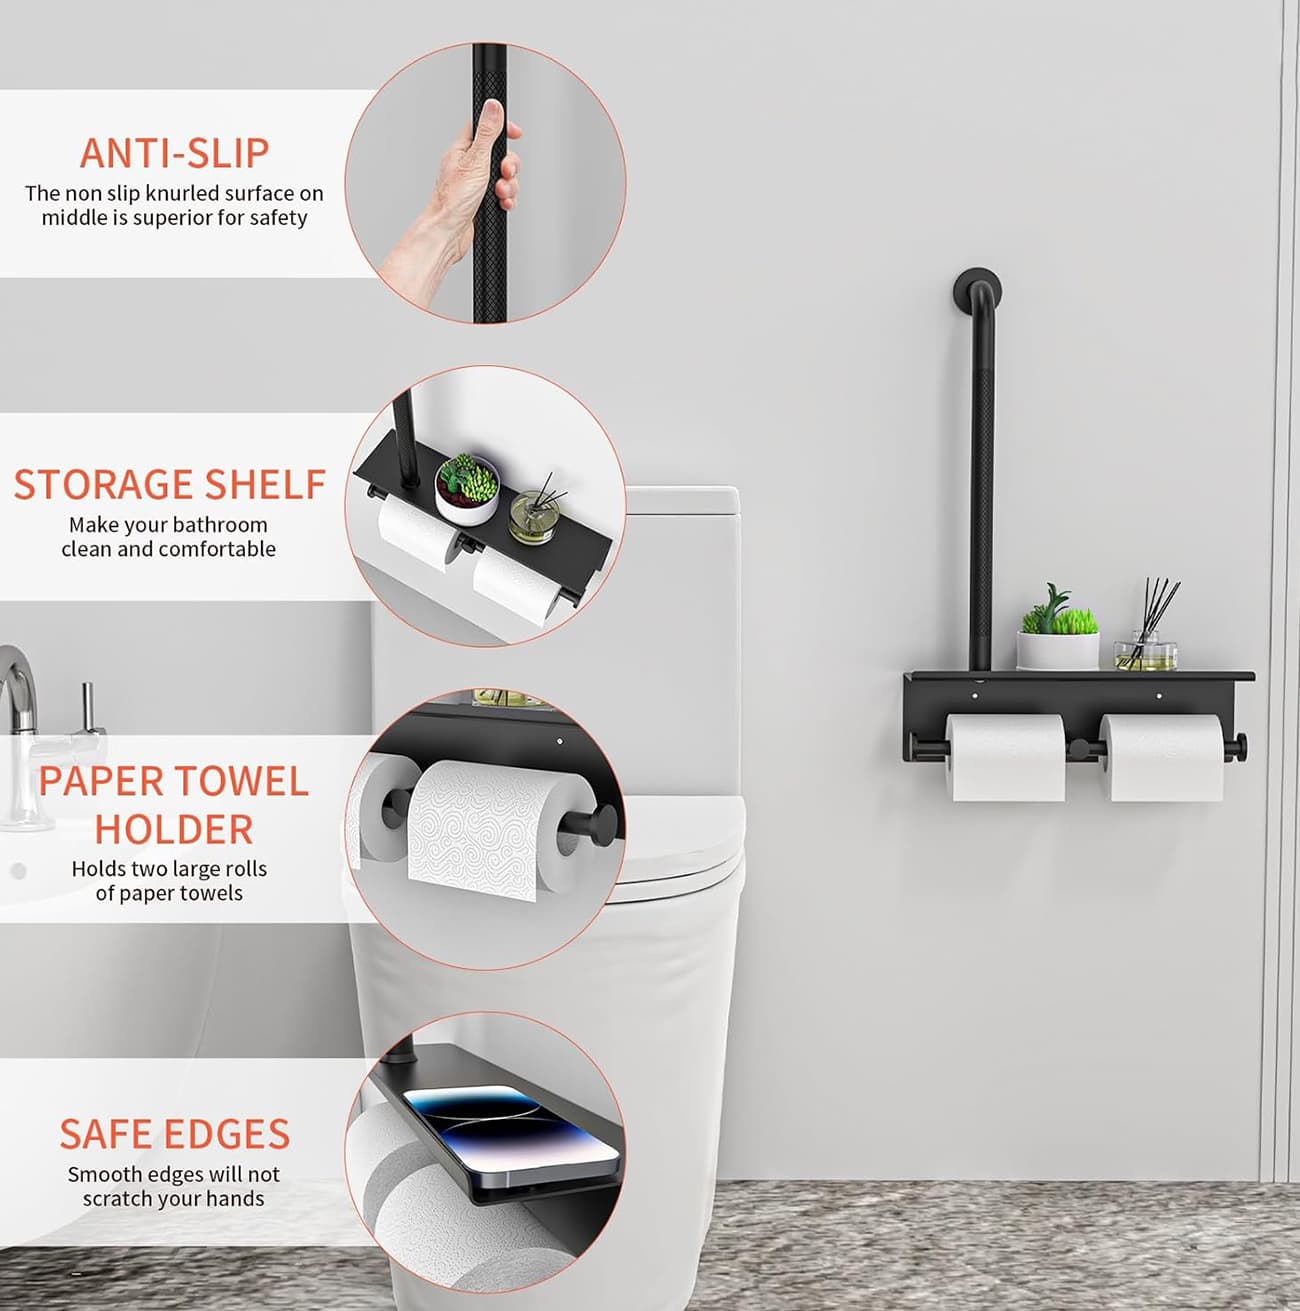 ANTI-SLIP
The non slip knurled surface on
middle is superior for safety
STORAGE SHELF
Make your bathroom
clean and comfortable
PAPER TOWEL
HOLDER
Holds two large rolls
of paper towels
SAFE EDGES
Smooth edges will not
scratch your hands